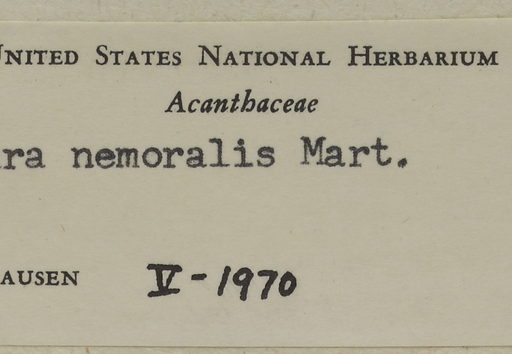 United States National Herbarium
Acanthaceae
ra nemoralis Mart.
AUSEN V-1970